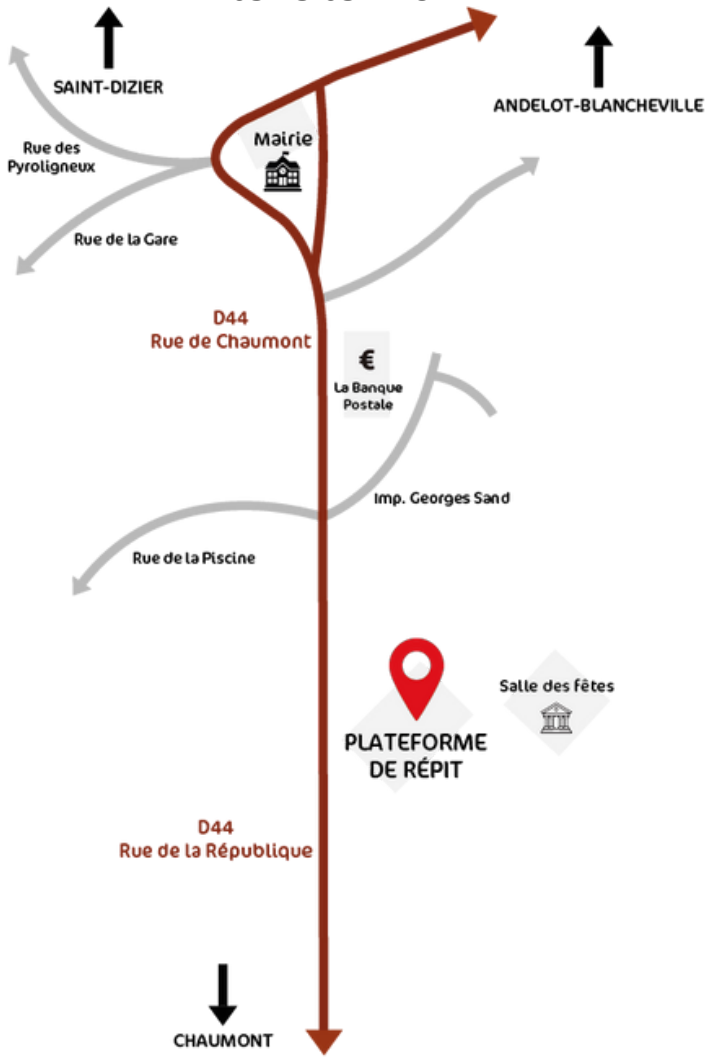 SAINT-DIZIER
ANDELOT-BLANCHEVILLE
Mairie
Rue des
Pyroligneux
Rue de la Gare
D44
Rue de Chaumont
€
La Banque
Postale
Imp. Georges Sand
Rue de la Piscine
Salle des fêtes
PLATEFORME
DE RÉPIT
D44
Rue de la République
CHAUMONT